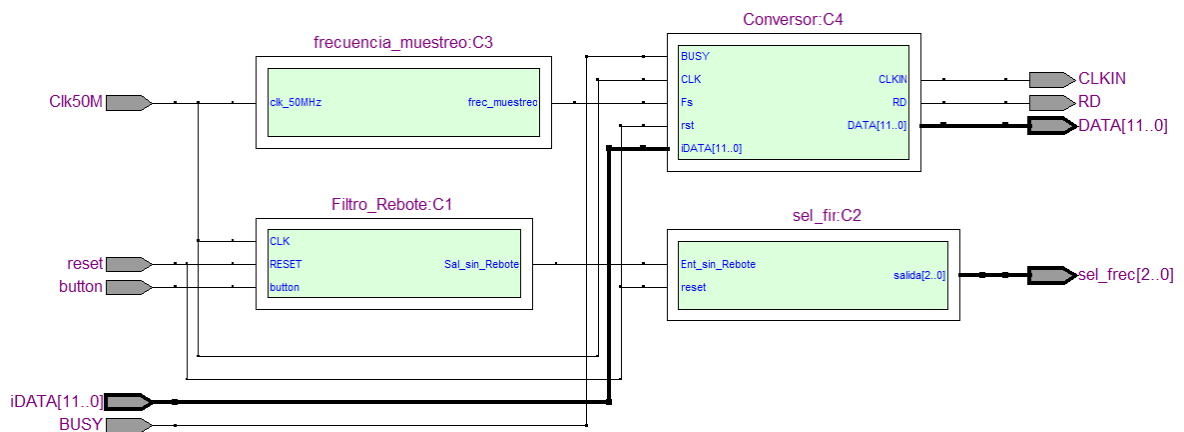 Conversor:C4
frecuencia_muestreo:C3
BUSY
CLK
CLKIN
CLKIN
Clk50M
clk_50MHz
frec_muestreo
Fs
RD
RD
rst
DATA[11..0]
DATA[11..0]
iDATA[11..0]
Filtro_Rebote:C1
sel_fir:C2
CLK
reset
RESET
Sal_sin_Rebote
Ent_sin_Rebote
salida[2..0]
sel_frec[2..0]
button
button
reset
iDATA[11..0]
BUSY